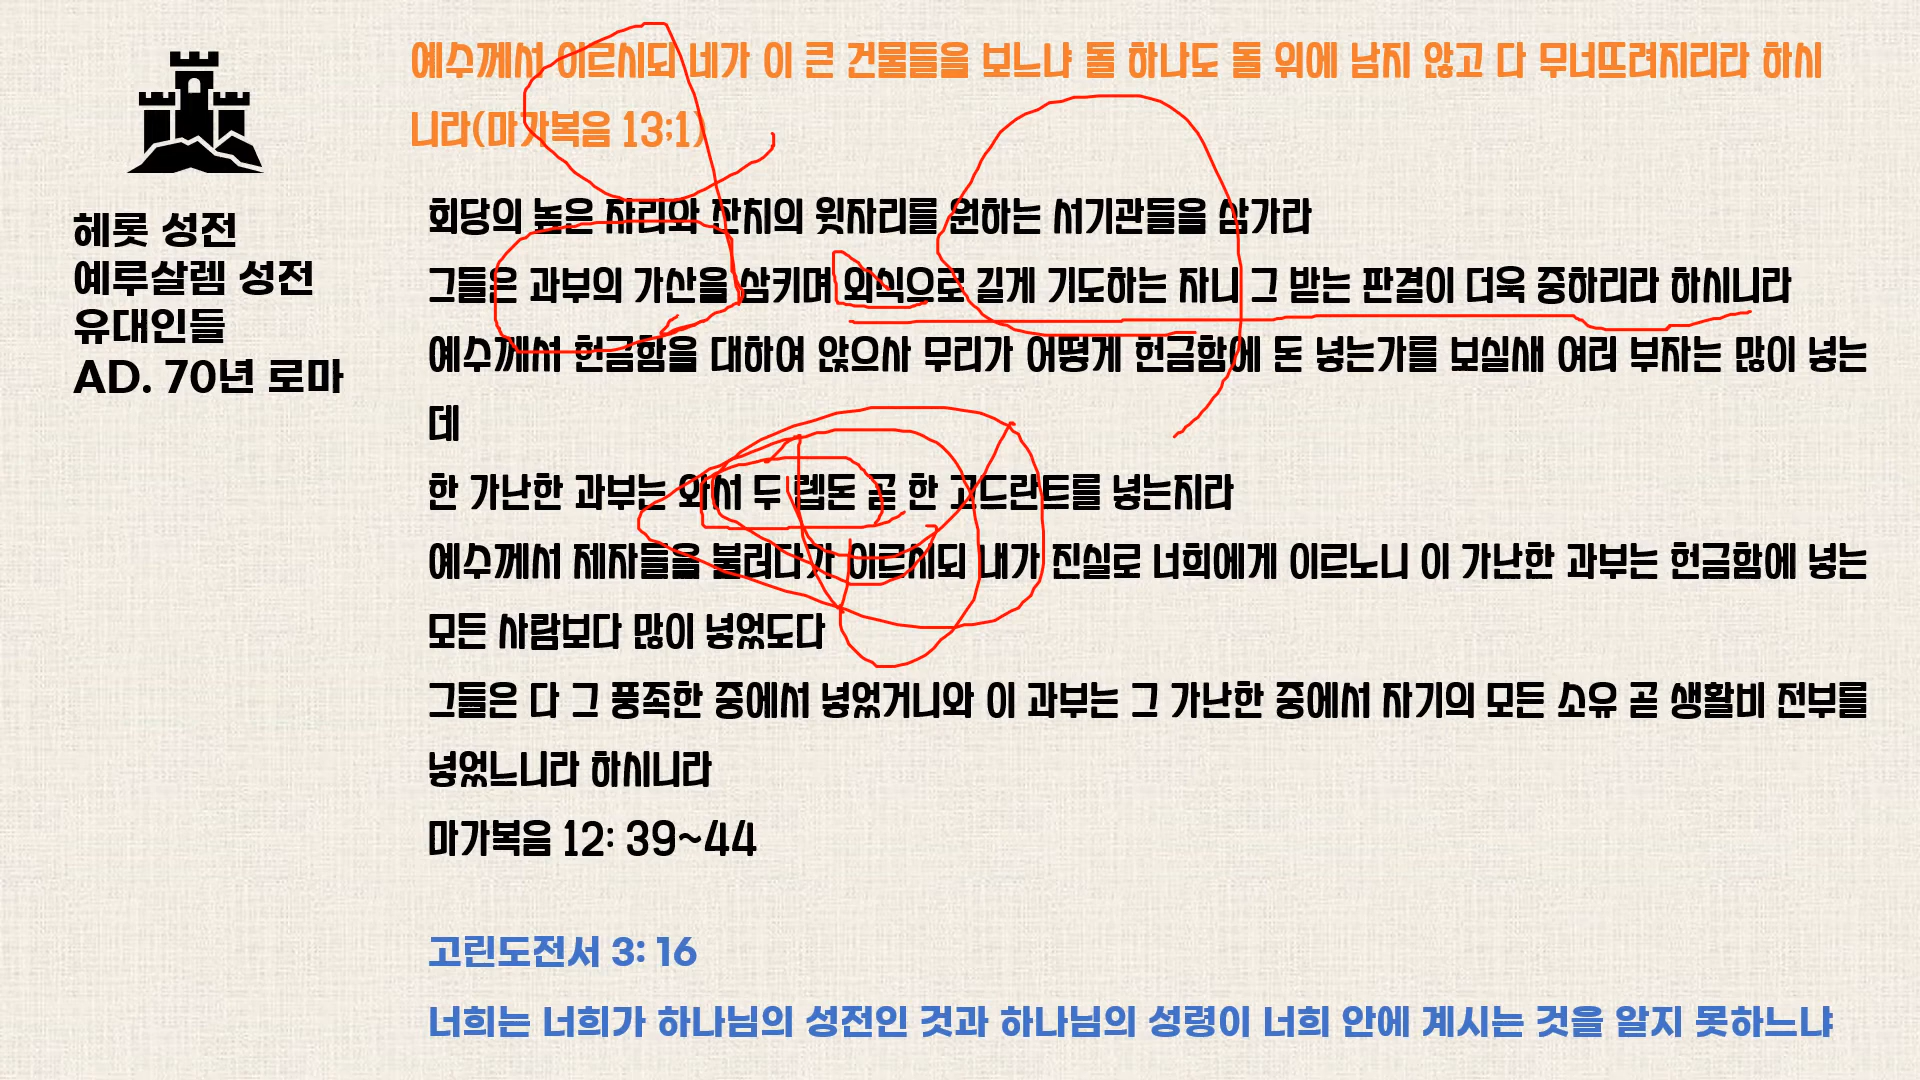 헤롯 성전
예루살렘 성전
유대인들
AD. 70년 로마
예수께서 이르시되 네가 이 큰 건물들을 보느냐 돌 하나도 돌 위에 남지 않고 다 무너뜨려지리라 하시
니라(마가복음 13;1)
회당의 높은 자리와 잔치의 윗자리를 원하는 서기관들을 삼가라
그들은 과부의 가산을 삼키며 외식으로 길게 기도하는 자니 그 받는 판결이 더욱 중하리라 하시니라
예수께서 헌금함을 대하여 앉으사 무리가 어떻게 헌금함에 돈 넣는가를 보실새 여러 부자는 많이 넣는
데
한 가난한 과부는 와서 두 렙돈 곧 한 고드란트를 넣는지라
예수께서 제자들을 불러다가 이르시되 내가 진실로 너희에게 이르노니 이 가난한 과부는 헌금함에 넣는
모든 사람보다 많이 넣었도다
그들은 다 그 풍족한 중에서 넣었거니와 이 과부는 그 가난한 중에서 자기의 모든 소유 곧 생활비 전부를
넣었느니라 하시니라
마가복음 12: 39~44
고린도전서 3: 16
너희는 너희가 하나님의 성전인 것과 하나님의 성령이 너희 안에 계시는 것을 알지 못하느냐